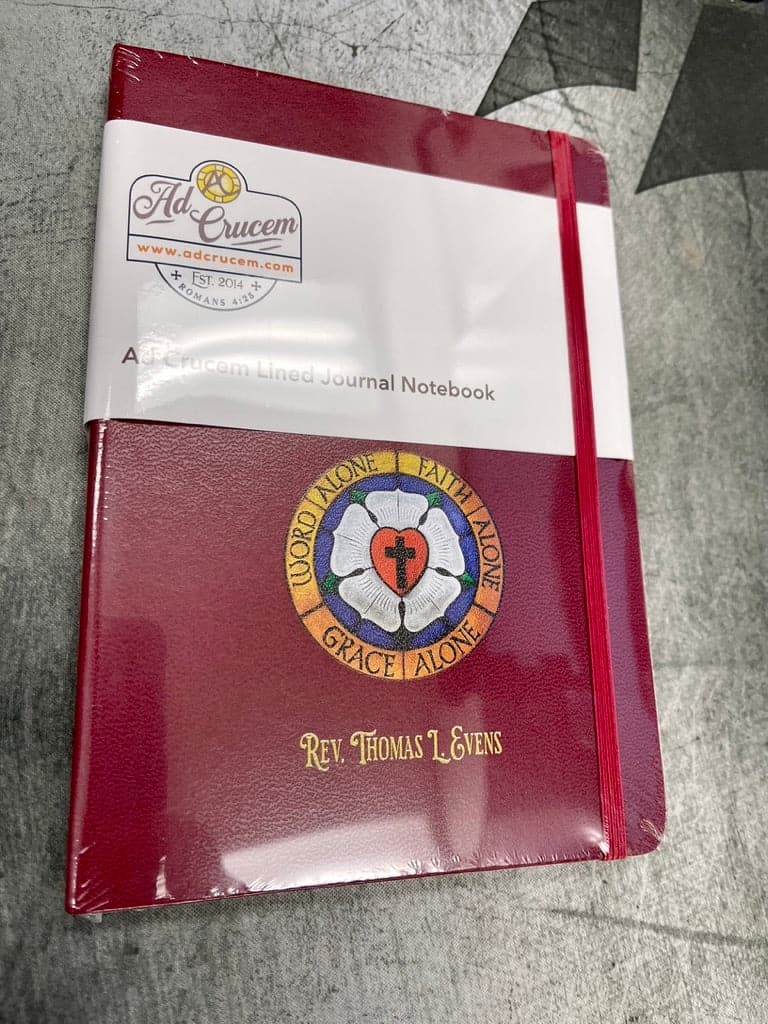 Ad
Crucem
www.adcrucem.com
EST. 2014
ROMANS 4:25
Ad Crucem Lined Journal Notebook
WORD ALONE
FAITH ALONE
GRACE ALONE
REV. THOMAS L. EVENS